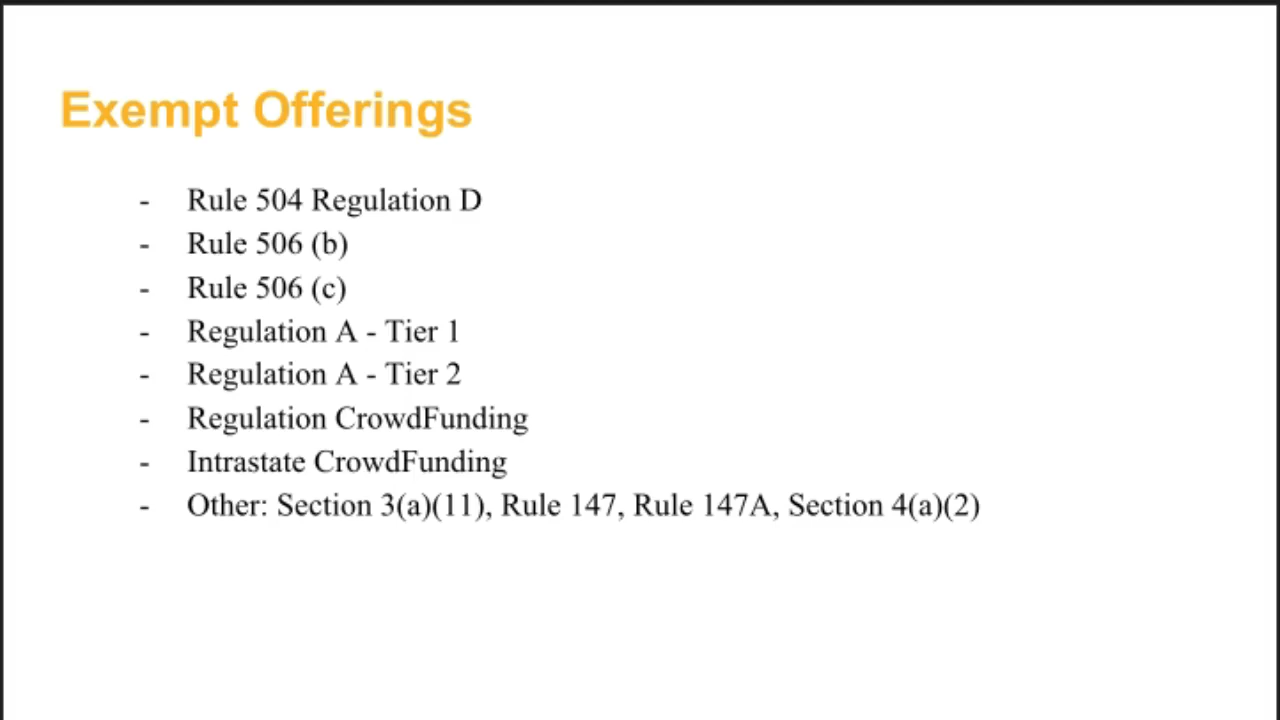 Exempt Offerings
- Rule 504 Regulation D
- Rule 506 (b)
- Rule 506 (c)
- Regulation A - Tier 1
- Regulation A - Tier 2
- Regulation CrowdFunding
- Intrastate CrowdFunding
- Other: Section 3(a)(11), Rule 147, Rule 147A, Section 4(a)(2)